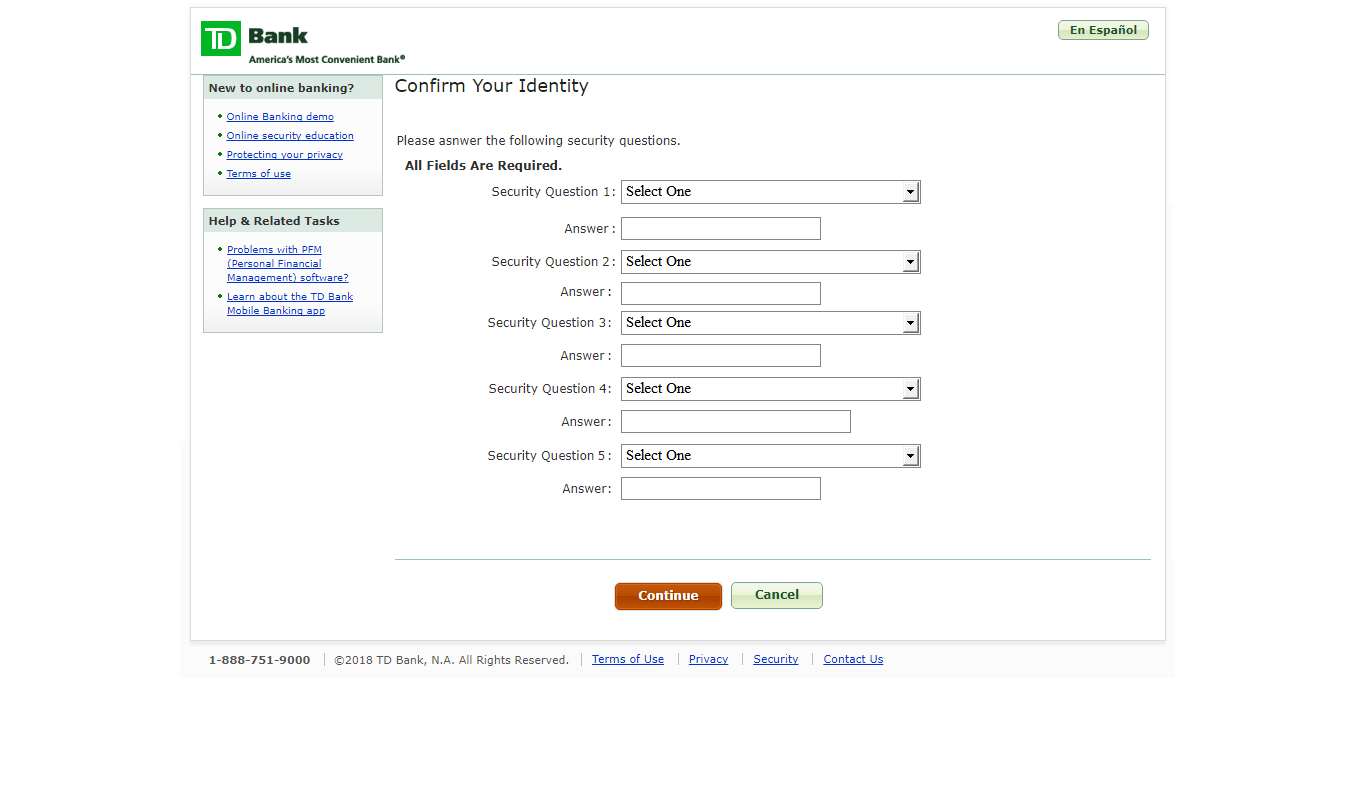 TD Bank
America's Most Convenient Bank®
En Español
New to online banking?
Online Banking demo
Online security education
Protecting your privacy
Terms of use
Help & Related Tasks
Problems with PFM
(Personal Financial
Management) software?
Learn about the TD Bank
Mobile Banking app
Confirm Your Identity
Please asnwer the following security questions.
All Fields Are Required.
Security Question 1: Select One
Answer :
Security Question 2: Select One
Answer :
Security Question 3: Select One
Answer :
Security Question 4: Select One
Answer :
Security Question 5: Select One
Answer:
Continue Cancel
1-888-751-9000 ©2018 TD Bank, N.A. All Rights Reserved. Terms of Use Privacy Security Contact Us